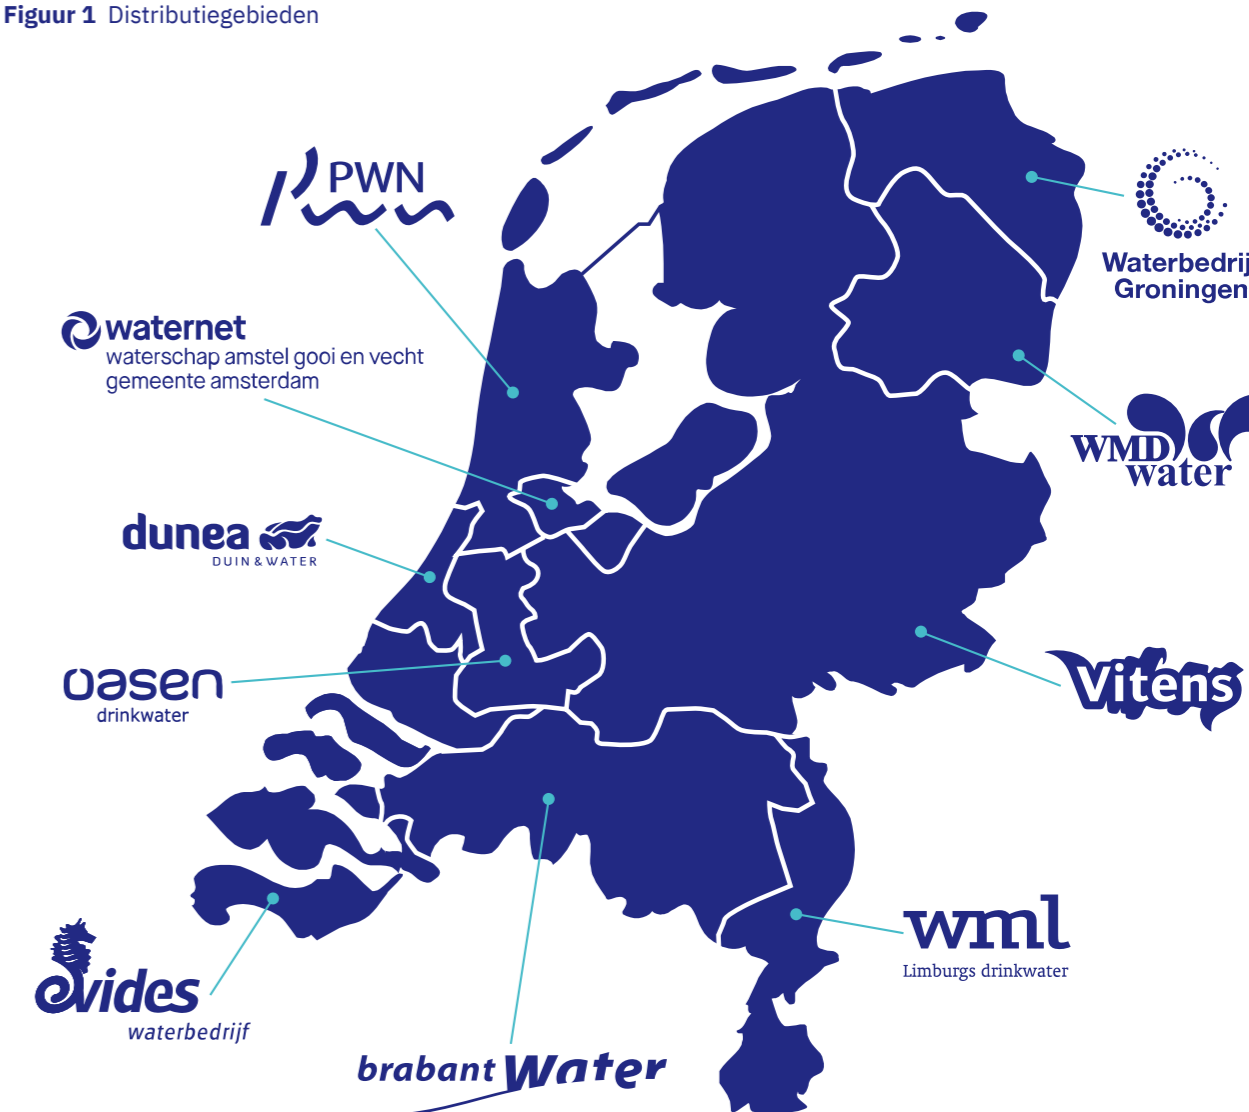 Figuur 1 Distributiegebieden
PWN
waternet
waterschap amstel gooi en vecht
gemeente amsterdam
Waterbedrij
Groningen
WMD
water
dunea
DUIN & WATER
oasen
drinkwater
Vitens
wml
Limburgs drinkwater
evides
waterbedrijf
brabant Water